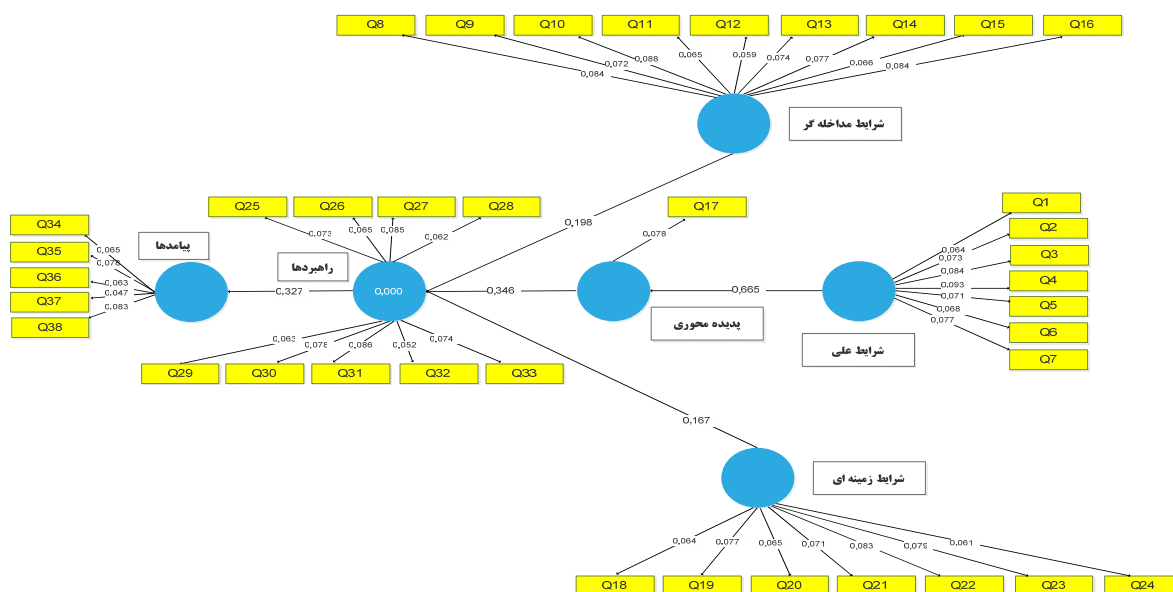 Q8 Q9 Q10 Q11 Q12 Q13 Q14 Q15 Q16
0,084 0,072 0,088 0,065 0,059 0,074 0,077 0,066 0,084
شرایط مداخله گر
0,198
Q25 Q26 Q27 Q28
0,073 0,065 0,085 0,062
Q17
0,078
Q1
Q2
Q3
Q4
Q5
Q6
Q7
0,064
0,073
0,084
0,093
0,071
0,068
0,077
Q34
Q35
Q36
Q37
Q38
0,065
0,078
0,063
0,047
0,083
پیامدها
راهبردها
0,327
0,000
0,346
0,665
پدیده محوری
شرایط علی
0,063 0,078 0,086 0,052 0,074
Q29 Q30 Q31 Q32 Q33
0,167
شرایط زمینه ای
0,064 0,077 0,065 0,071 0,083 0,079 0,061
Q18 Q19 Q20 Q21 Q22 Q23 Q24